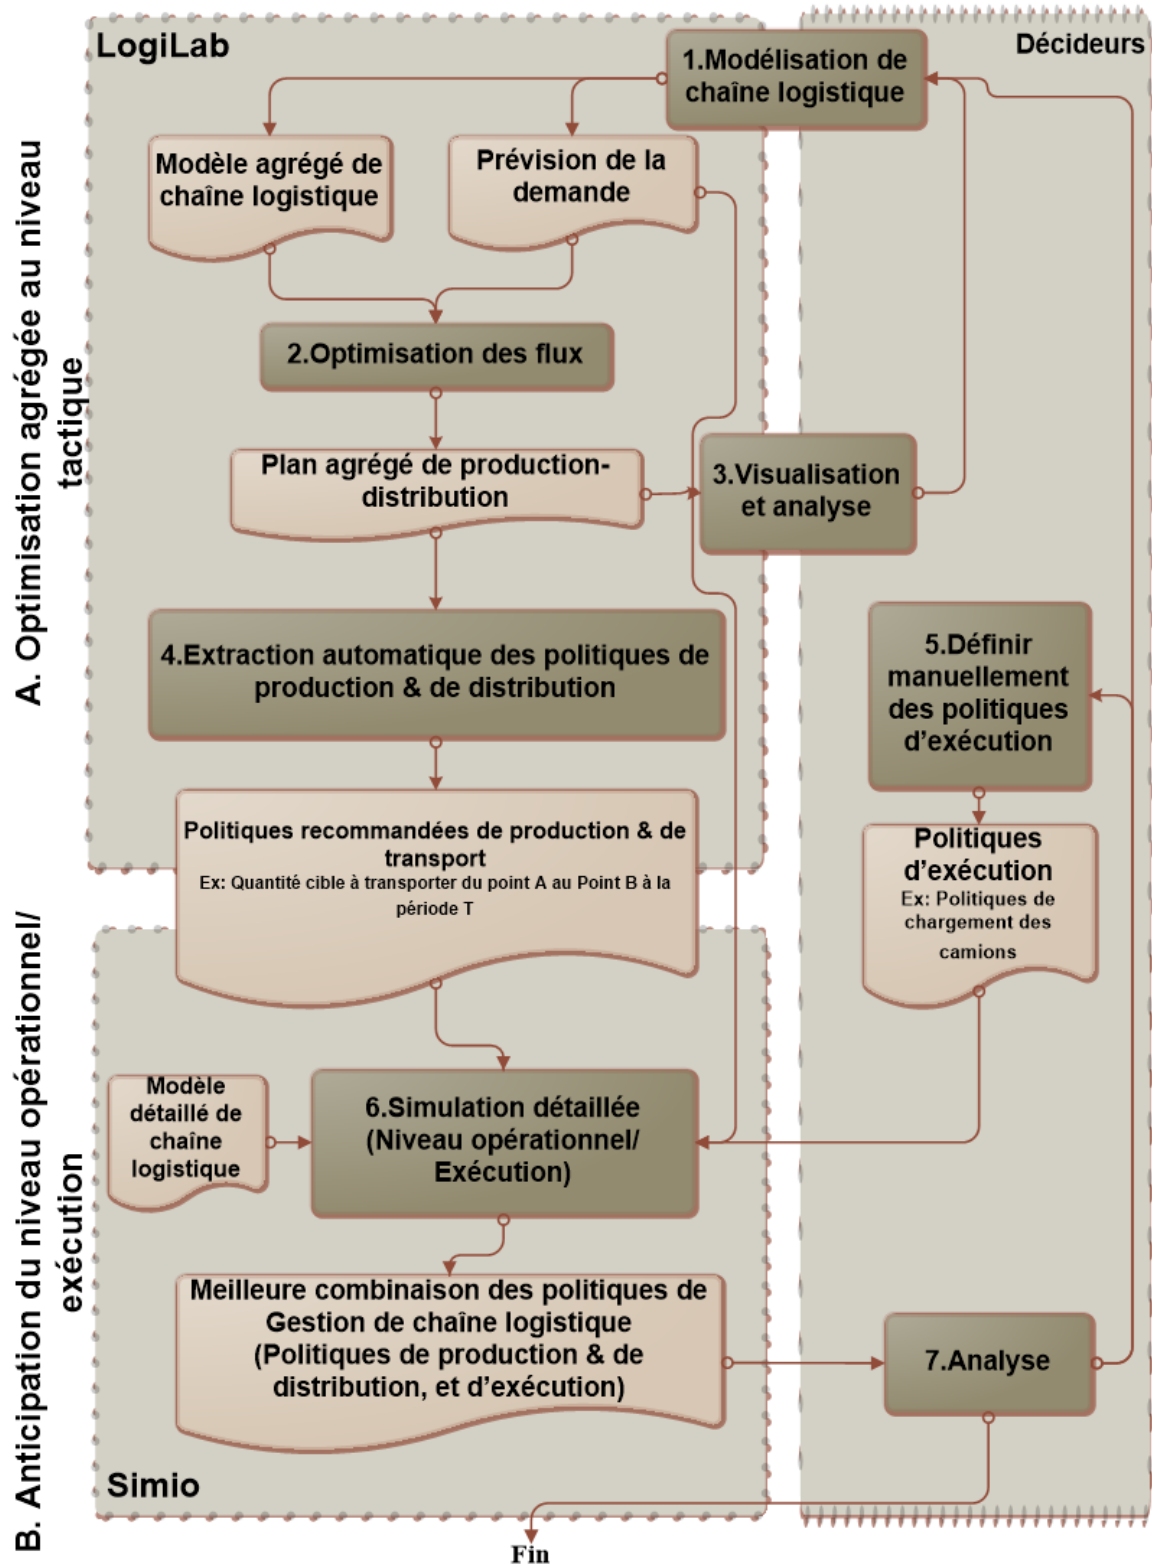 LogiLab
Décideurs
1.Modélisation de
chaîne logistique
Modèle agrégé de
chaîne logistique
Prévision de la
demande
A. Optimisation agrégée au niveau
tactique
2.Optimisation des flux
Plan agrégé de production-
distribution
3.Visualisation
et analyse
4.Extraction automatique des politiques de
production & de distribution
5.Définir
manuellement
des politiques
d'exécution
Politiques recommandées de production & de
transport
Ex: Quantité cible à transporter du point A au Point B à la
période T
Politiques
d'exécution
Ex: Politiques de
chargement des
camions
B. Anticipation du niveau opérationnel/
exécution
Modèle
détaillé de
chaîne
logistique
6.Simulation détaillée
(Niveau opérationnel/
Exécution)
Meilleure combinaison des politiques de
Gestion de chaîne logistique
(Politiques de production & de
distribution, et d'exécution)
7.Analyse
Simio
Fin